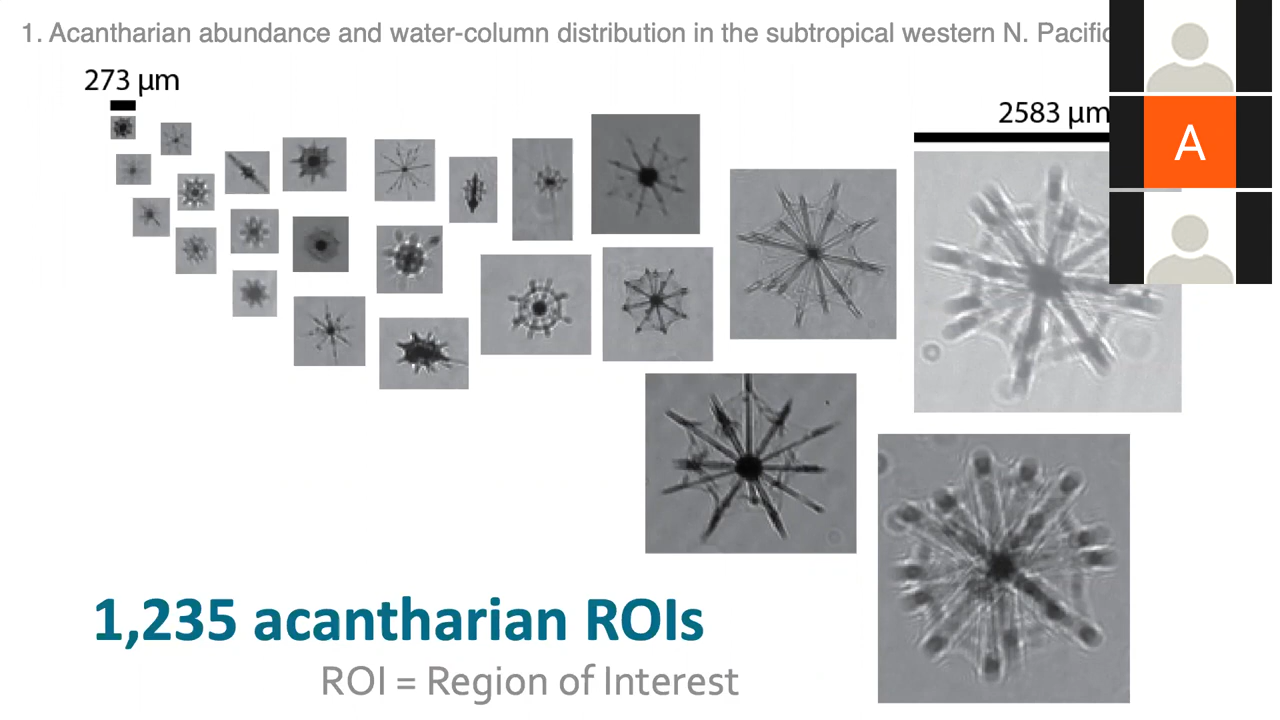 1. Acantharian abundance and water-column distribution in the subtropical western N. Pacific
273 µm
2583 µm
A
1,235 acantharian ROIs
ROI = Region of Interest